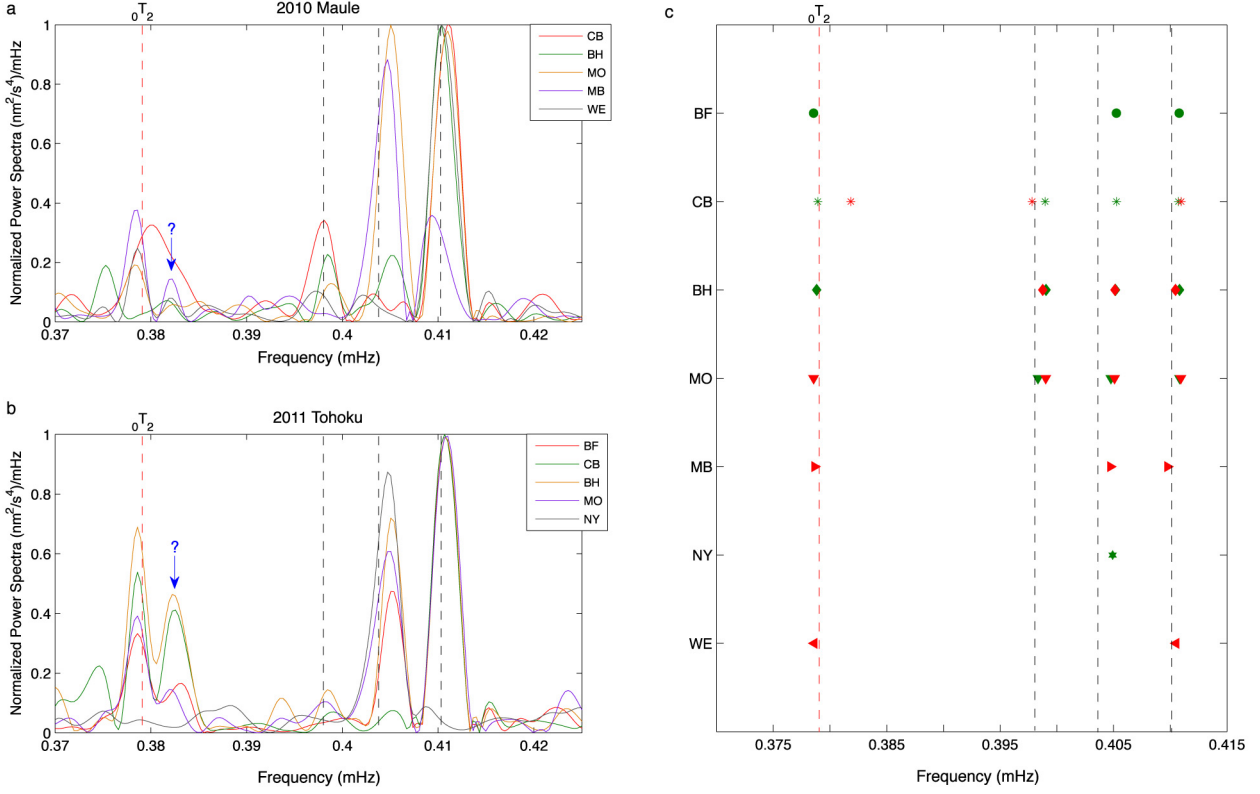 a
₀T₂
2010 Maule
Normalized Power Spectra (nm²/s⁴)/mHz
1
0.8
0.6
0.4
0.2
0
?
CB
BH
MO
MB
WE
0.37
0.38
0.39
0.4
0.41
0.42
Frequency (mHz)
b
₀T₂
2011 Tohoku
Normalized Power Spectra (nm²/s⁴)/mHz
1
0.8
0.6
0.4
0.2
0
?
BF
CB
BH
MO
NY
0.37
0.38
0.39
0.4
0.41
0.42
Frequency (mHz)
c
₀T₂
BF
CB
BH
MO
MB
NY
WE
0.375
0.385
0.395
0.405
0.415
Frequency (mHz)